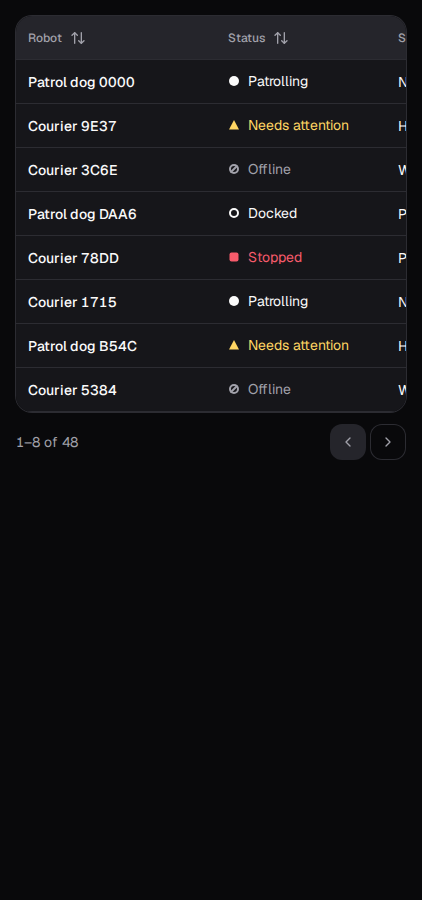 Robot Status S
Patrol dog 0000 Patrolling N
Courier 9E37 Needs attention H
Courier 3C6E Offline W
Patrol dog DAA6 Docked P
Courier 78DD Stopped P
Courier 1715 Patrolling N
Patrol dog B54C Needs attention H
Courier 5384 Offline W
1–8 of 48